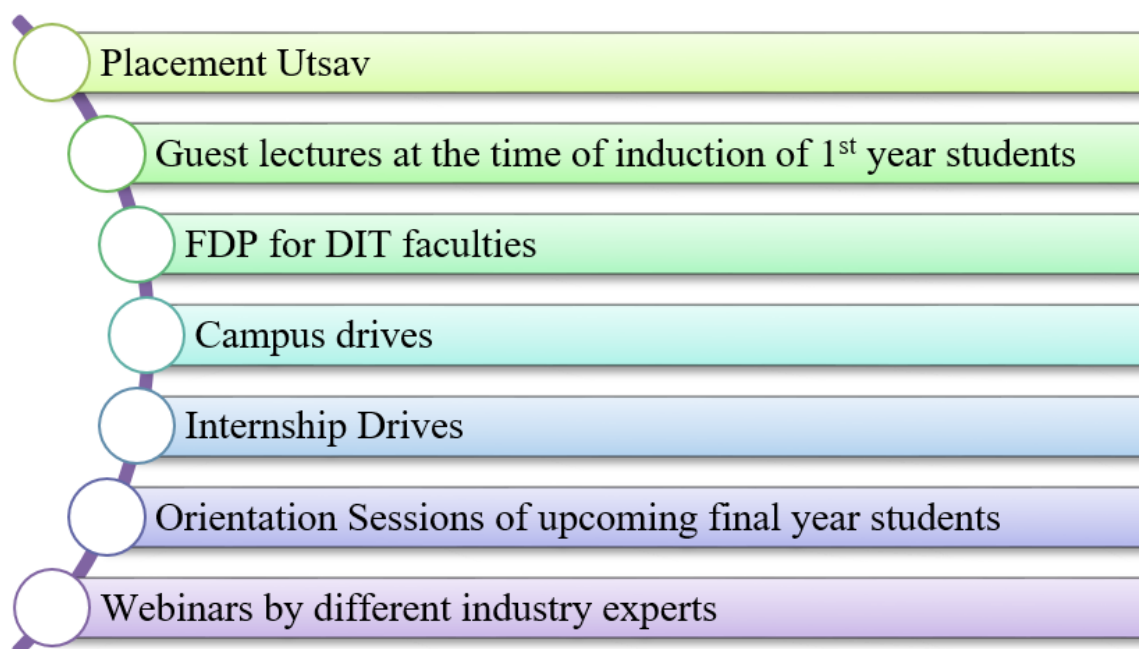 Placement Utsav
Guest lectures at the time of induction of 1st year students
FDP for DIT faculties
Campus drives
Internship Drives
Orientation Sessions of upcoming final year students
Webinars by different industry experts